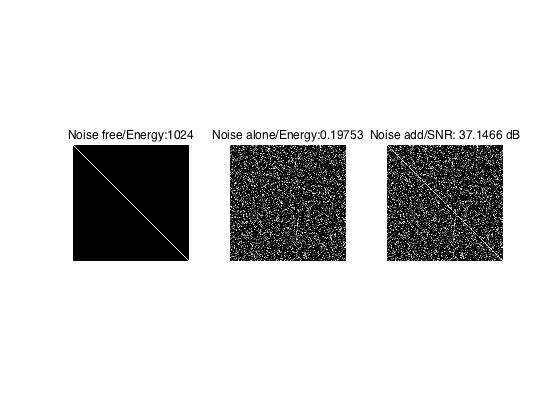 Noise free/Energy:1024
Noise alone/Energy:0.19753
Noise add/SNR: 37.1466 dB